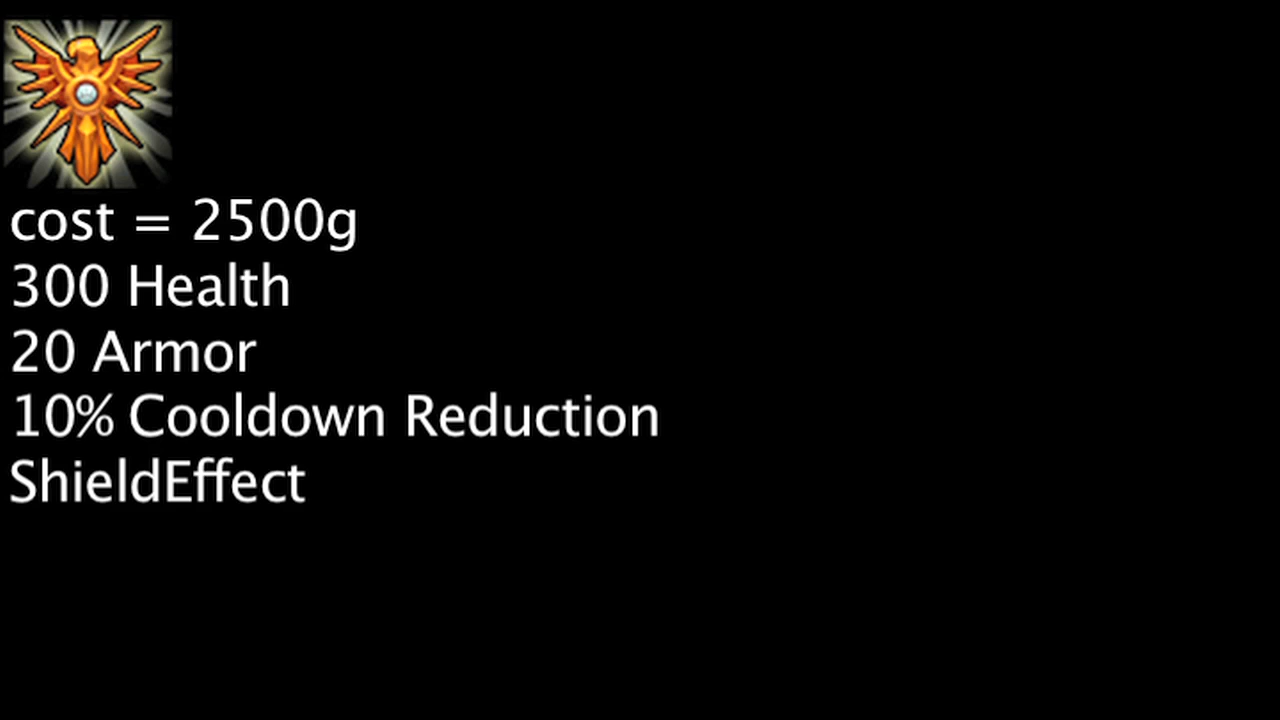 cost = 2500g
300 Health
20 Armor
10% Cooldown Reduction
ShieldEffect